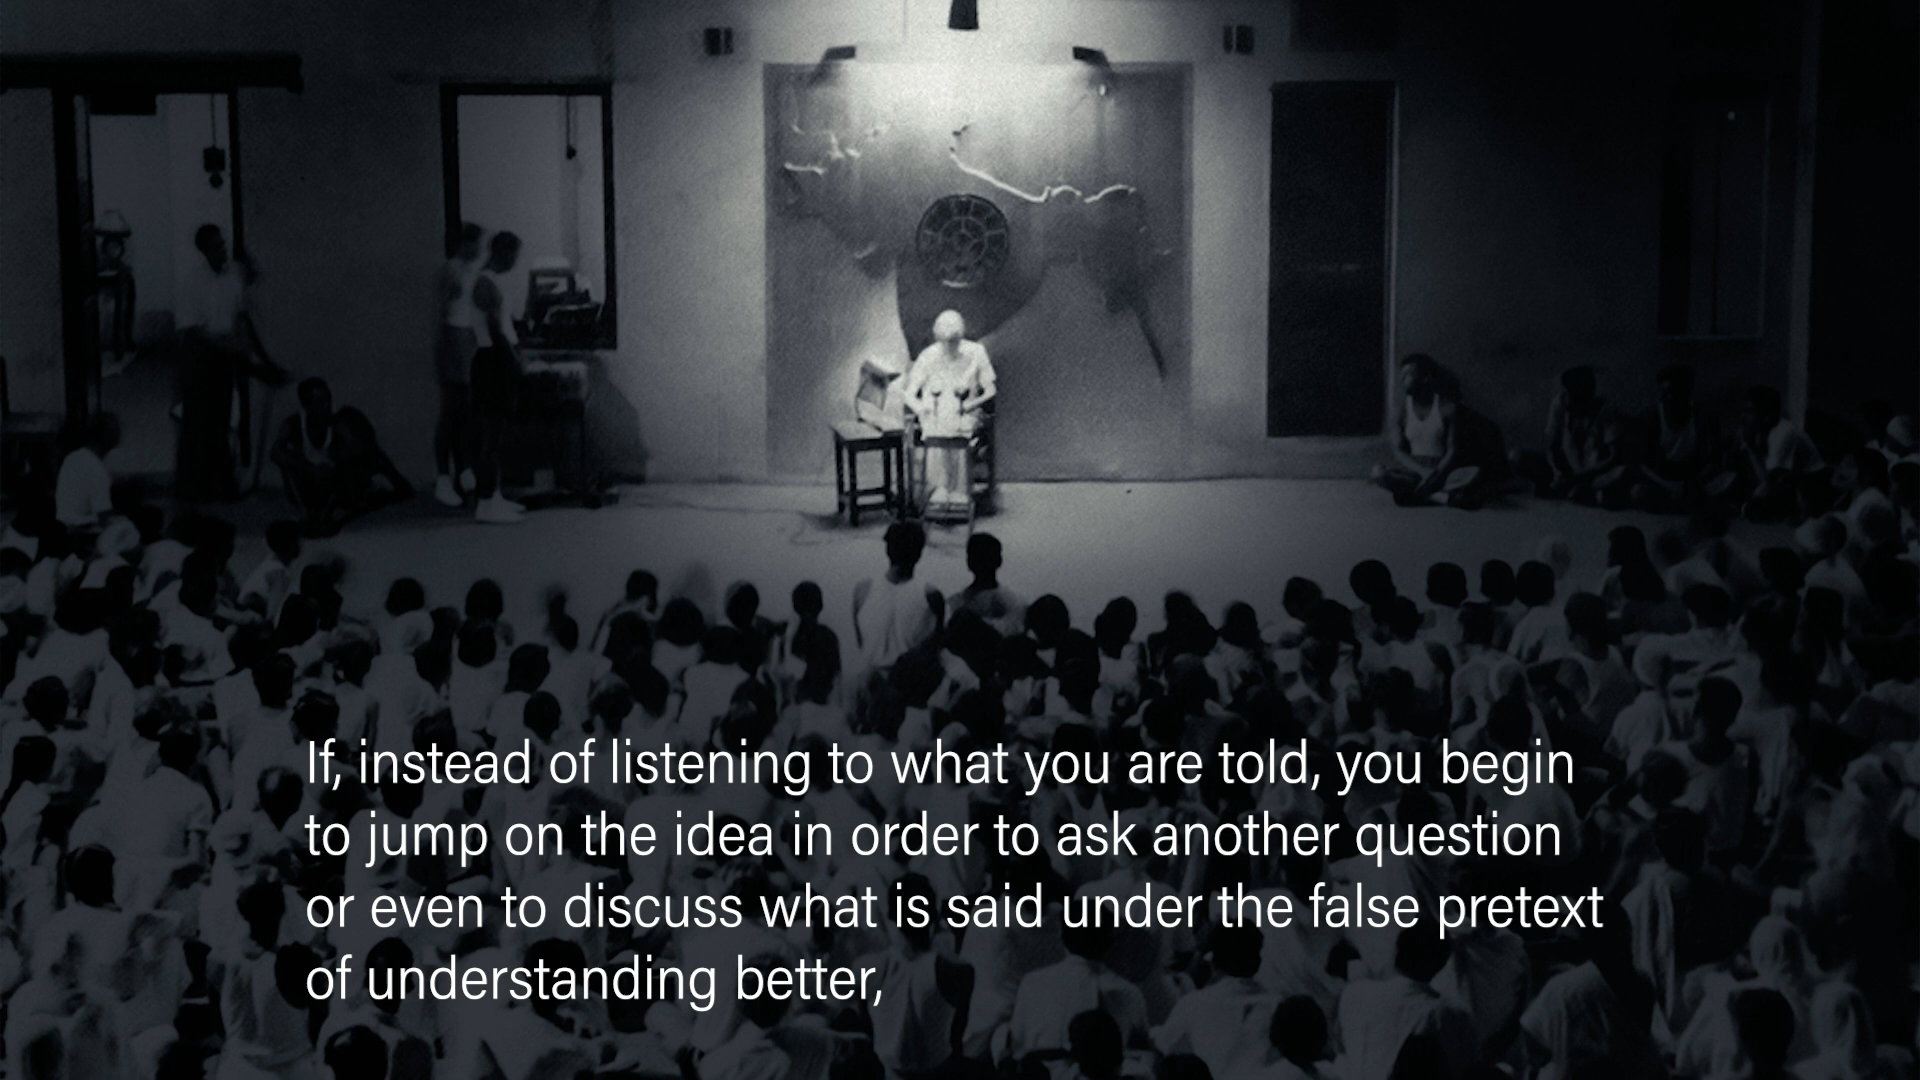 If, instead of listening to what you are told, you begin
to jump on the idea in order to ask another question
or even to discuss what is said under the false pretext
of understanding better,